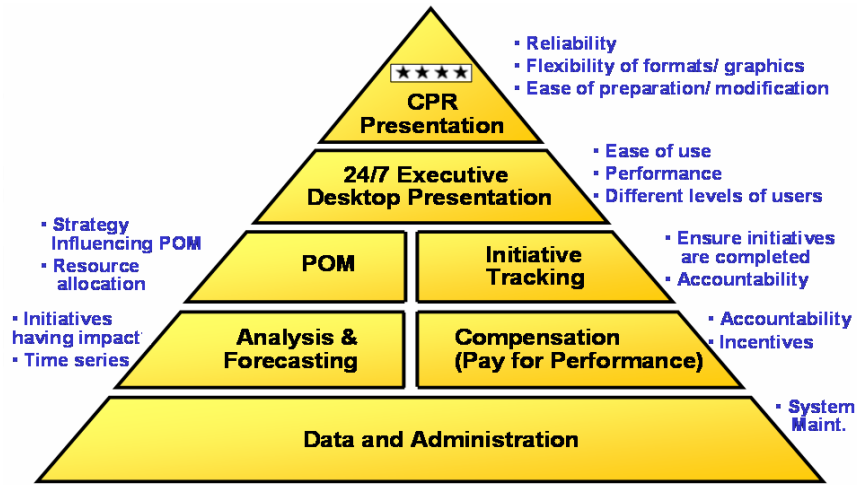 ★★★★
CPR
Presentation
▪ Reliability
▪ Flexibility of formats/ graphics
▪ Ease of preparation/ modification
24/7 Executive
Desktop Presentation
▪ Ease of use
▪ Performance
▪ Different levels of users
▪ Strategy
Influencing POM
▪ Resource
allocation
POM
Initiative
Tracking
▪ Ensure initiatives
are completed
▪ Accountability
▪ Initiatives
having impact
▪ Time series
Analysis &
Forecasting
Compensation
(Pay for Performance)
▪ Accountability
▪ Incentives
Data and Administration
▪ System
Maint.